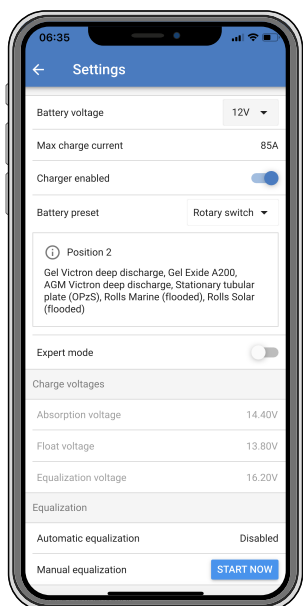 06:35
Settings
Battery voltage 12V
Max charge current 85A
Charger enabled
Battery preset Rotary switch
Position 2
Gel Victron deep discharge, Gel Exide A200,
AGM Victron deep discharge, Stationary tubular
plate (OPzS), Rolls Marine (flooded), Rolls Solar
(flooded)
Expert mode
Charge voltages
Absorption voltage 14.40V
Float voltage 13.80V
Equalization voltage 16.20V
Equalization
Automatic equalization Disabled
Manual equalization START NOW